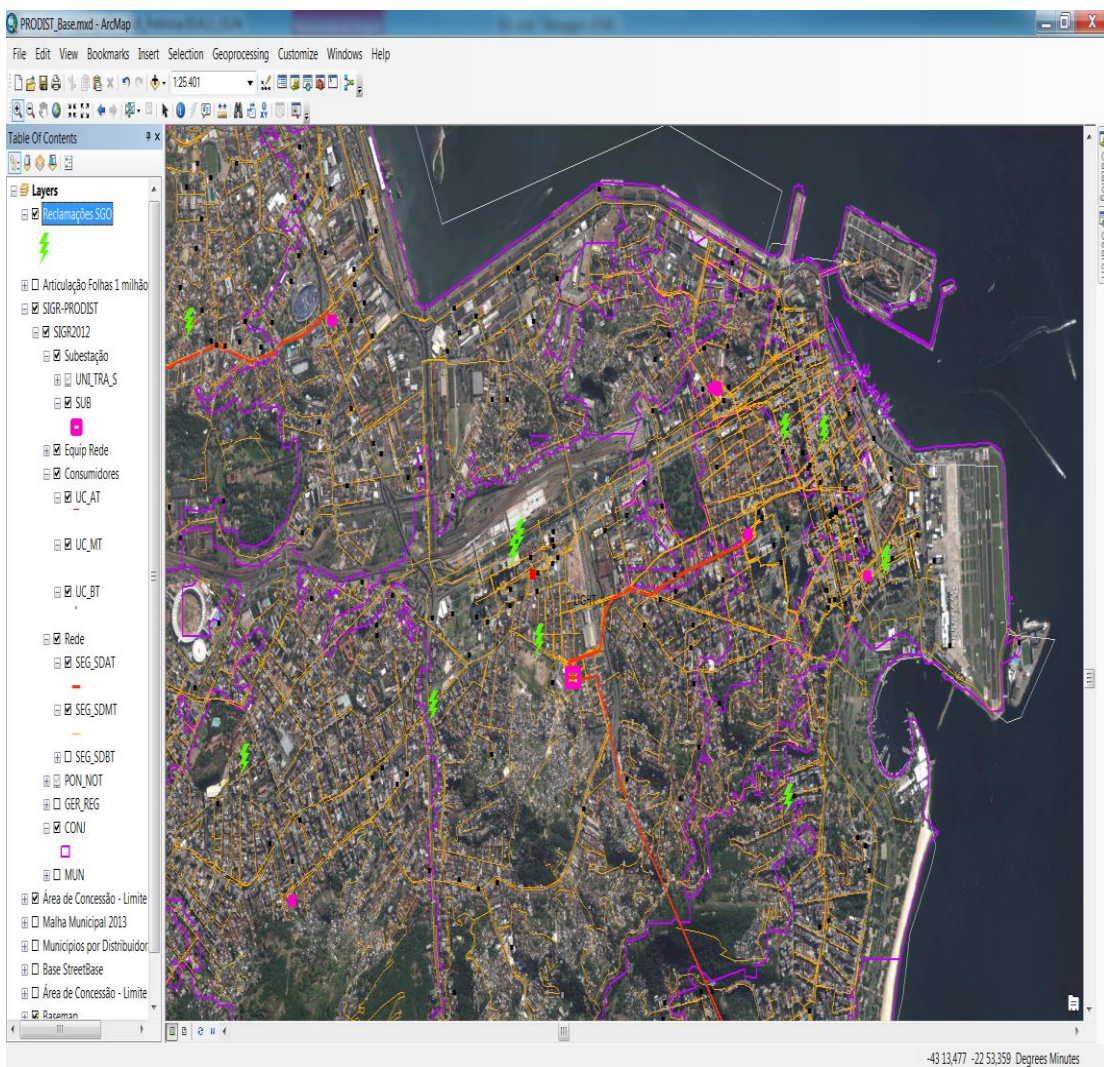 PRODIST_Base.mxd - ArcMap
File Edit View Bookmarks Insert Selection Geoprocessing Customize Windows Help
1:25.401
Table Of Contents
Layers
Reclamações SGO
Articulação Folhas 1 milhão
SIGR-PRODIST
SIGR2012
Subestação
UNI_TRA_S
SUB
Equip Rede
Consumidores
UC_AT
UC_MT
UC_BT
Rede
SEG_SDAT
SEG_SDMT
SEG_SDBT
PON_NOT
GER_REG
CONJ
MUN
Área de Concessão - Limite
Malha Municipal 2013
Municípios por Distribuidor
Base StreetBase
Área de Concessão - Limite
Basemap
LIGHT
Catalog
Search
-43 13,477 -22 53,359 Degrees Minutes